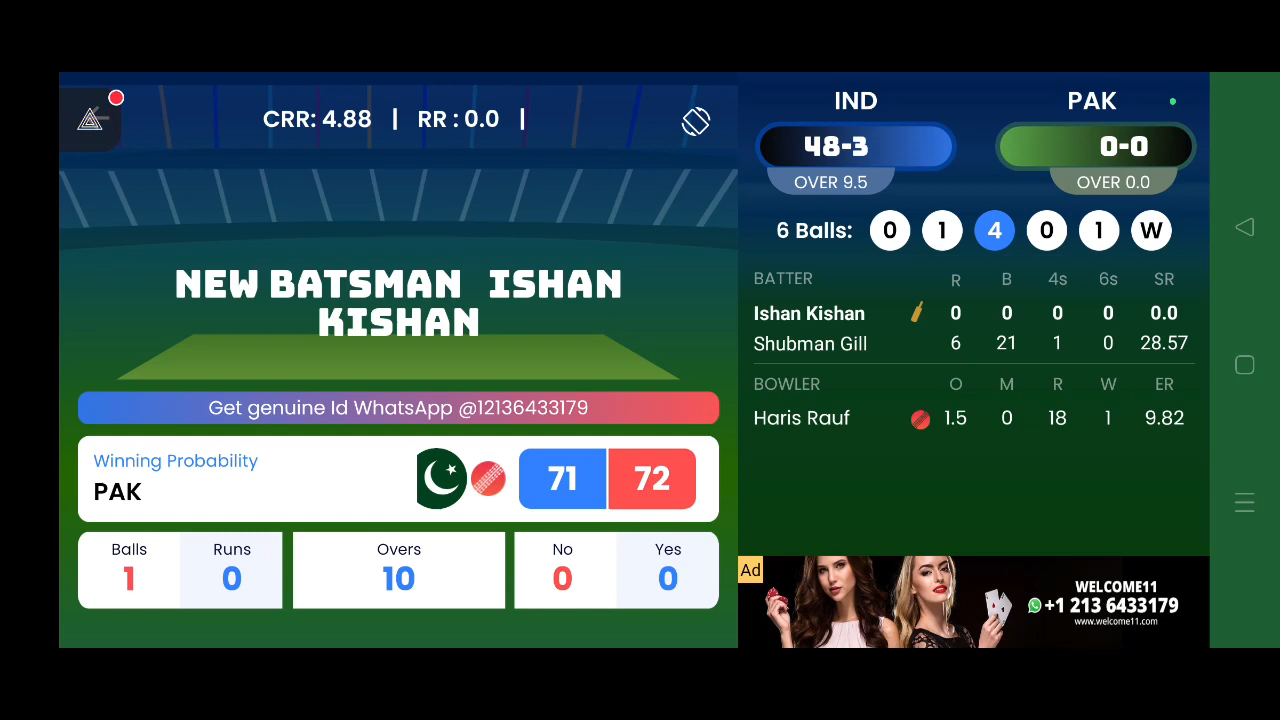 CRR: 4.88 | RR : 0.0 |
NEW BATSMAN ISHAN
KISHAN
Get genuine Id WhatsApp @12136433179
Winning Probability
PAK
71 72
Balls Runs Overs No Yes
1 0 10 0 0
IND PAK
48-3 0-0
OVER 9.5 OVER 0.0
6 Balls: 0 1 4 0 1 W
BATTER R B 4s 6s SR
Ishan Kishan 0 0 0 0 0.0
Shubman Gill 6 21 1 0 28.57
BOWLER O M R W ER
Haris Rauf 1.5 0 18 1 9.82
Ad
WELCOME11
+1 213 6433179
www.welcome11.com